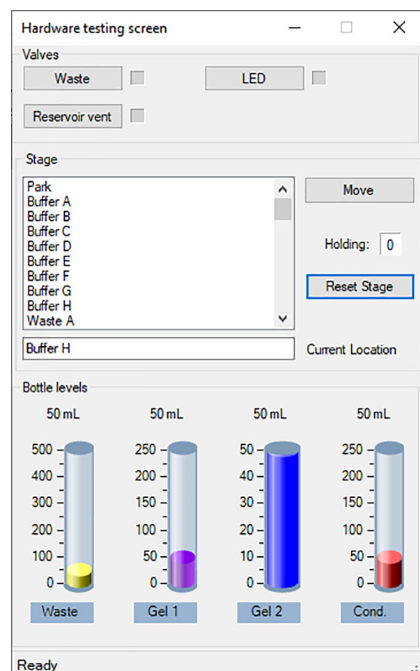 Hardware testing screen
Valves
Waste
LED
Reservoir vent
Stage
Park
Buffer A
Buffer B
Buffer C
Buffer D
Buffer E
Buffer F
Buffer G
Buffer H
Waste A
Move
Holding: 0
Reset Stage
Buffer H
Current Location
Bottle levels
50 mL 50 mL 50 mL 50 mL
500 250 50 250
400 200 40 200
300 150 30 150
200 100 20 100
100 50 10 50
0 0 0 0
Waste Gel 1 Gel 2 Cond.
Ready